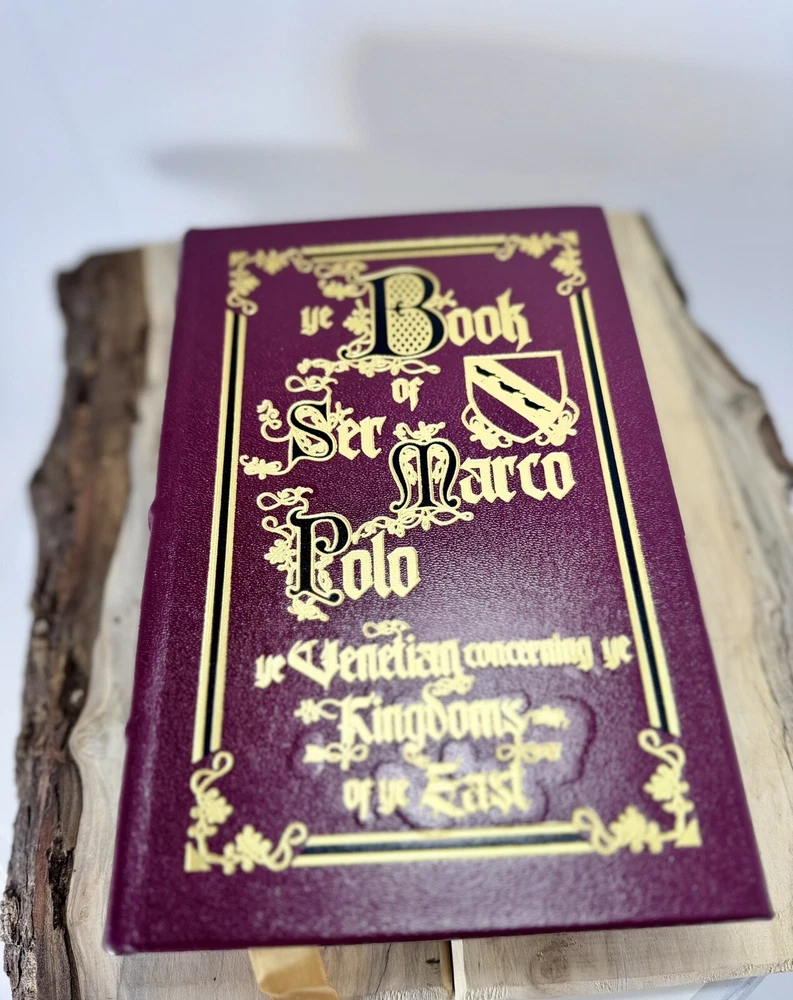 ye Book
of
Ser Marco
Polo
ye Venetian concerning ye
Kingdoms
of ye East